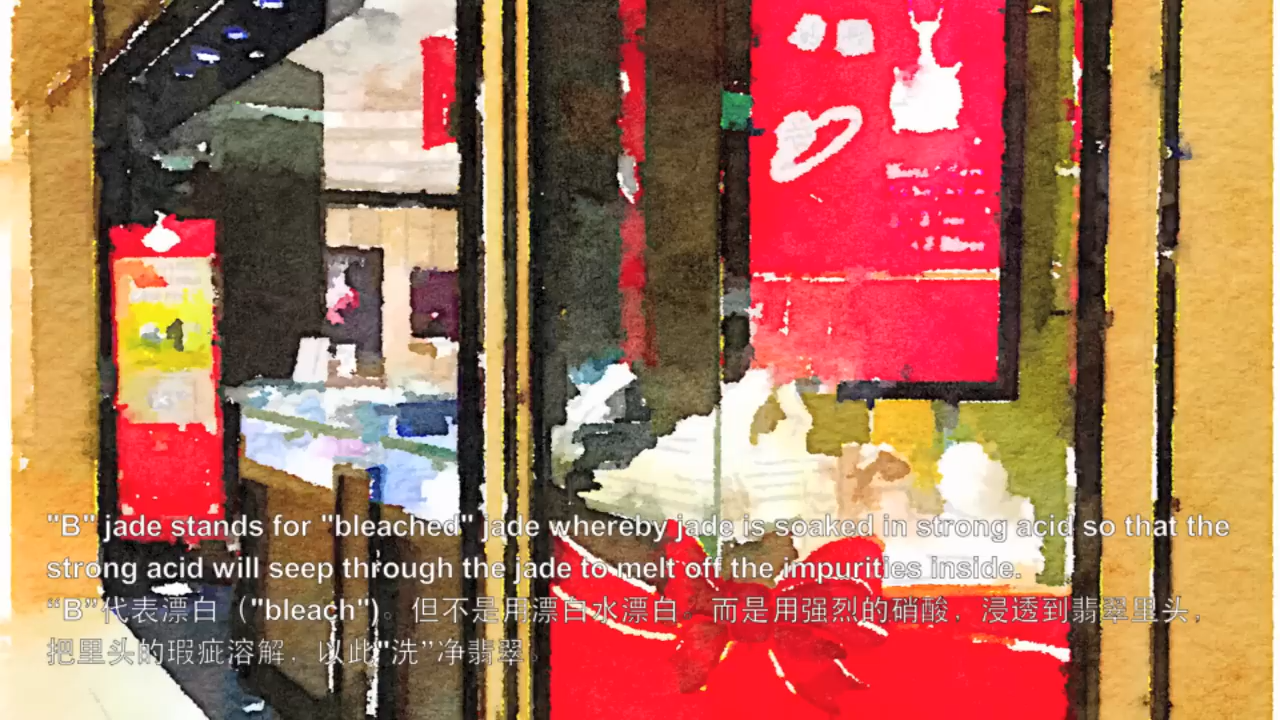 "B" jade stands for "bleached" jade whereby jade is soaked in strong acid so that the
strong acid will seep through the jade to melt off the impurities inside.
“B”代表漂白（"bleach")。但不是用漂白水漂白，而是用强烈的硝酸，浸透到翡翠里头，
把里头的瑕疵溶解，以此"洗”净翡翠。